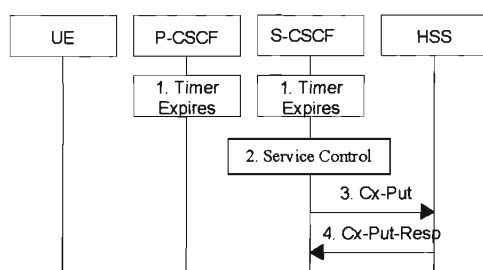 UE
P-CSCF
S-CSCF
HSS
1. Timer
Expires
1. Timer
Expires
2. Service Control
3. Cx-Put
4. Cx-Put-Resp